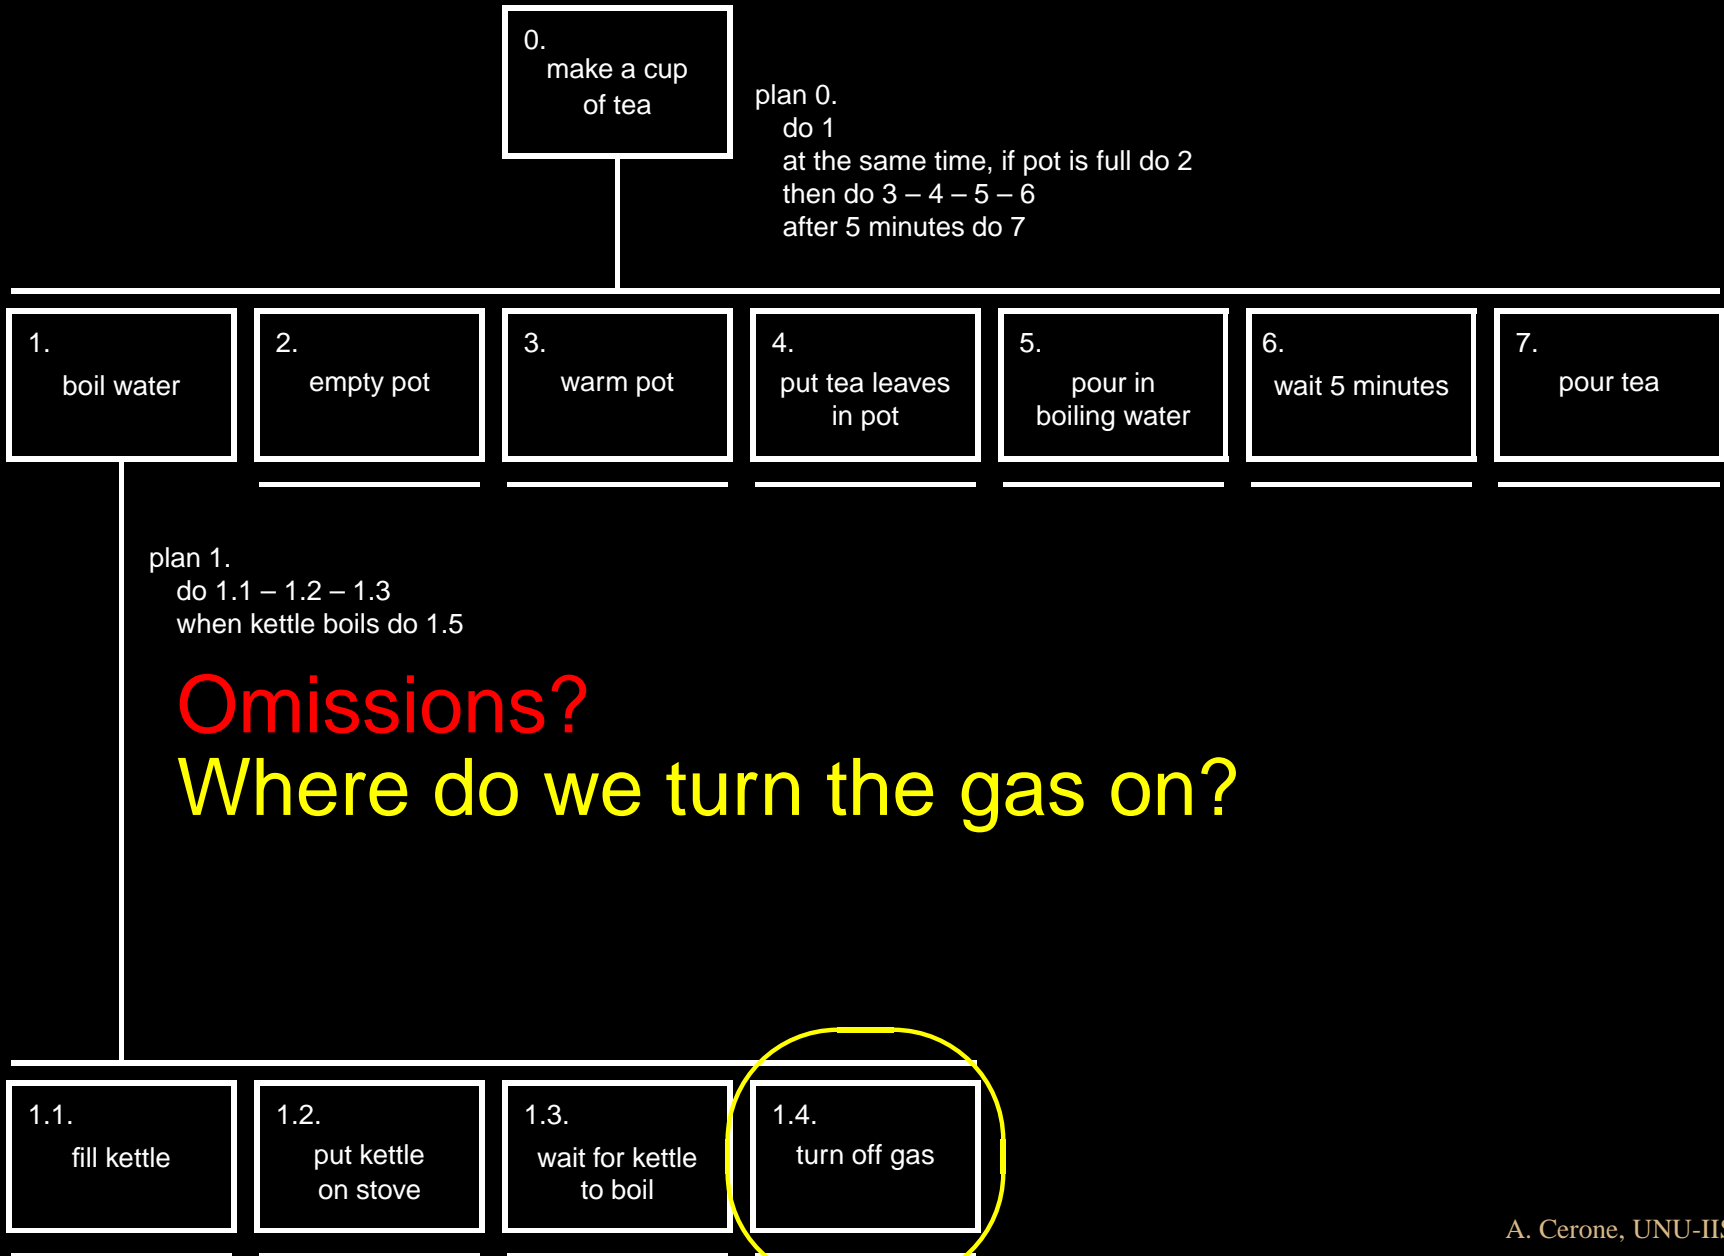 0.
make a cup
of tea
plan 0.
do 1
at the same time, if pot is full do 2
then do 3 – 4 – 5 – 6
after 5 minutes do 7
1.
boil water
2.
empty pot
3.
warm pot
4.
put tea leaves
in pot
5.
pour in
boiling water
6.
wait 5 minutes
7.
pour tea
plan 1.
do 1.1 – 1.2 – 1.3
when kettle boils do 1.5
Omissions?
Where do we turn the gas on?
1.1.
fill kettle
1.2.
put kettle
on stove
1.3.
wait for kettle
to boil
1.4.
turn off gas
A. Cerone, UNU-IIS